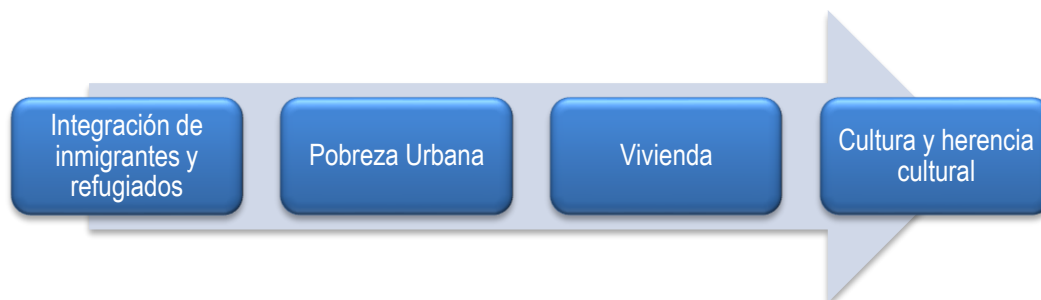 Integración de
inmigrantes y
refugiados
Pobreza Urbana
Vivienda
Cultura y herencia
cultural